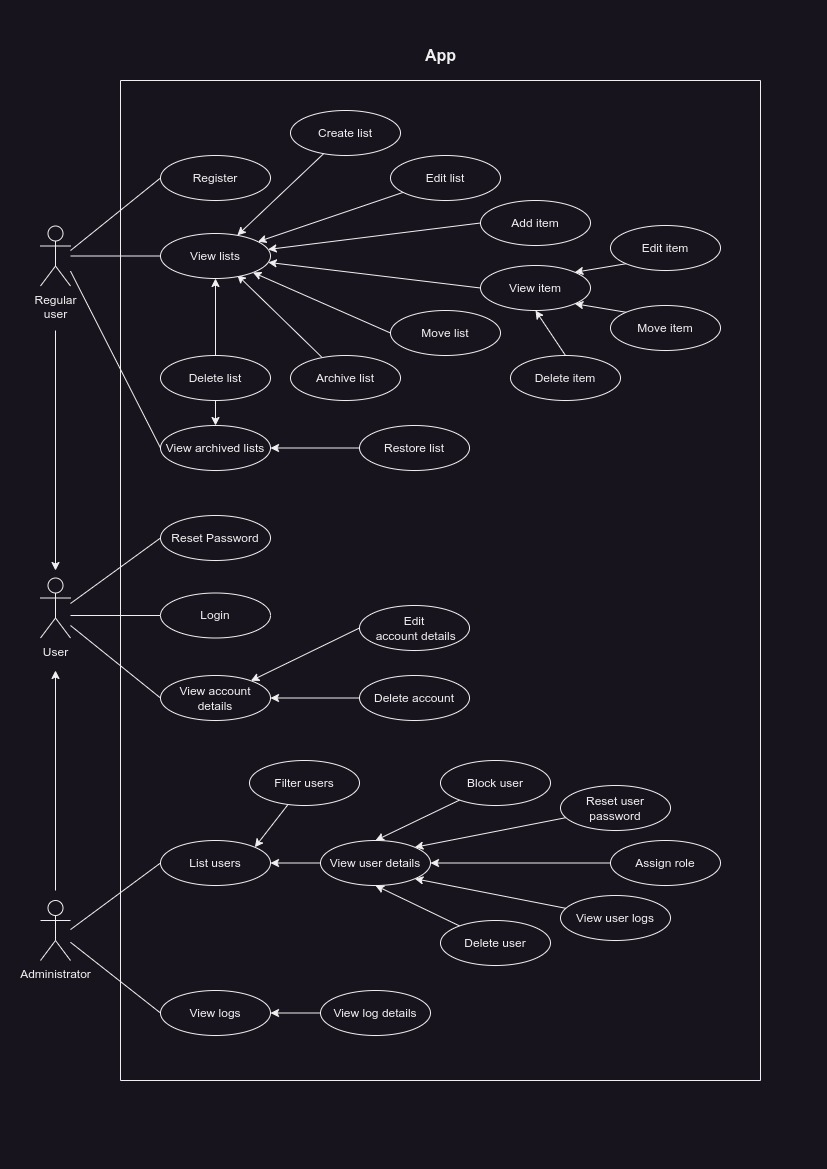 App
Create list
Register
Edit list
Add item
Edit item
View lists
View item
Regular
user
Move list
Move item
Delete list
Archive list
Delete item
View archived lists
Restore list
Reset Password
Login
Edit
account details
User
View account
details
Delete account
Filter users
Block user
Reset user
password
List users
View user details
Assign role
View user logs
Delete user
Administrator
View logs
View log details